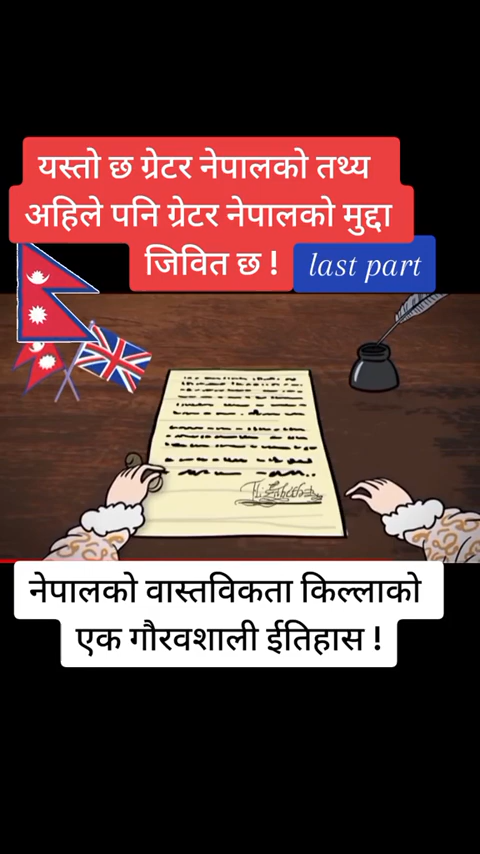 यस्तो छ ग्रेटर नेपालको तथ्य
अहिले पनि ग्रेटर नेपालको मुद्दा
जिवित छ ! last part
नेपालको वास्तविकता किल्लाको
एक गौरवशाली ईतिहास !